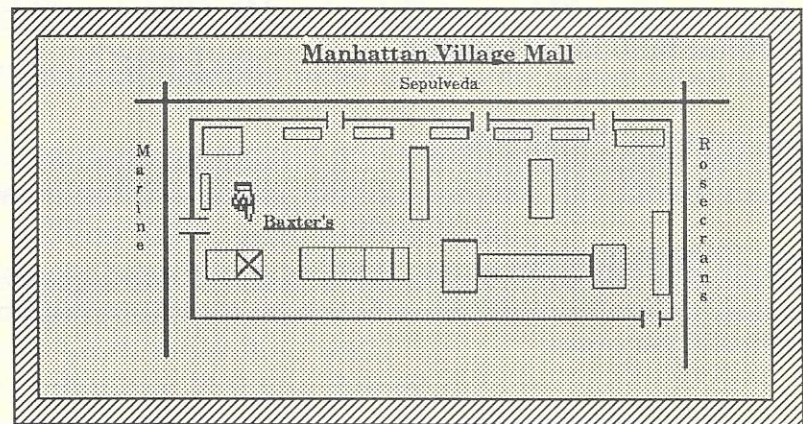 Manhattan Village Mall
Sepulveda
Marine
Rosecrans
Baxter's